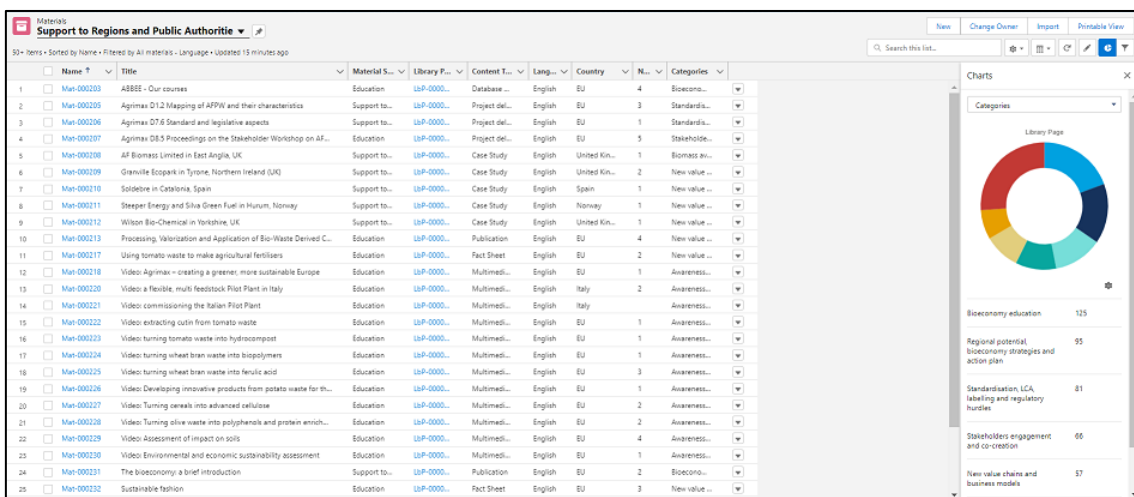 Materials
Support to Regions and Public Authoritie
New Change Owner Import Printable View
50+ items • Sorted by Name • Filtered by All materials - Language • Updated 15 minutes ago
Search this list...
Name ↑ Title Material S... Library P... Content T... Lang... Country N... Categories
1 Mat-000203 ABBEE - Our courses Education LbP-0000... Database ... English EU 4 Bioecono...
2 Mat-000205 Agrimax D1.2 Mapping of AFPW and their characteristics Support to... LbP-0000... Project del... English EU 3 Standardis...
3 Mat-000206 Agrimax D7.6 Standard and legislative aspects Support to... LbP-0000... Project del... English EU 1 Standardis...
4 Mat-000207 Agrimax D8.5 Proceedings on the Stakeholder Workshop on AF... Education LbP-0000... Project del... English EU 5 Stakeholde...
5 Mat-000208 AF Biomass Limited in East Anglia, UK Support to... LbP-0000... Case Study English United Kin... 1 Biomass av...
6 Mat-000209 Granville Ecopark in Tyrone, Northern Ireland (UK) Support to... LbP-0000... Case Study English United Kin... 2 New value ...
7 Mat-000210 Soldebre in Catalonia, Spain Support to... LbP-0000... Case Study English Spain 1 New value ...
8 Mat-000211 Steeper Energy and Silva Green Fuel in Hurum, Norway Support to... LbP-0000... Case Study English Norway 1 New value ...
9 Mat-000212 Wilson Bio-Chemical in Yorkshire, UK Support to... LbP-0000... Case Study English United Kin... 1 New value ...
10 Mat-000213 Processing, Valorization and Application of Bio-Waste Derived C... Education LbP-0000... Publication English EU 4 New value ...
11 Mat-000217 Using tomato waste to make agricultural fertilisers Education LbP-0000... Fact Sheet English EU 2 New value ...
12 Mat-000218 Video: Agrimax – creating a greener, more sustainable Europe Education LbP-0000... Multimedi... English EU 1 Awareness...
13 Mat-000220 Video: a flexible, multi feedstock Pilot Plant in Italy Education LbP-0000... Multimedi... English Italy 2 Awareness...
14 Mat-000221 Video: commissioning the Italian Pilot Plant Education LbP-0000... Multimedi... English Italy Awareness...
15 Mat-000222 Video: extracting cutin from tomato waste Education LbP-0000... Multimedi... English EU 1 Awareness...
16 Mat-000223 Video: turning tomato waste into hydrocompost Education LbP-0000... Multimedi... English EU 1 Awareness...
17 Mat-000224 Video: turning wheat bran waste into biopolymers Education LbP-0000... Multimedi... English EU 1 Awareness...
18 Mat-000225 Video: turning wheat bran waste into ferulic acid Education LbP-0000... Multimedi... English EU 3 Awareness...
19 Mat-000226 Video: Developing innovative products from potato waste for th... Education LbP-0000... Multimedi... English EU 1 Awareness...
20 Mat-000227 Video: Turning cereals into advanced cellulose Education LbP-0000... Multimedi... English EU 2 Awareness...
21 Mat-000228 Video: Turning olive waste into polyphenols and protein enrich... Education LbP-0000... Multimedi... English EU 2 Awareness...
22 Mat-000229 Video: Assessment of impact on soils Education LbP-0000... Multimedi... English EU 4 Awareness...
23 Mat-000230 Video: Environmental and economic sustainability assessment Education LbP-0000... Multimedi... English EU 1 Awareness...
24 Mat-000231 The bioeconomy: a brief introduction Support to... LbP-0000... Publication English EU 2 Bioecono...
25 Mat-000232 Sustainable fashion Education LbP-0000... Fact Sheet English EU 3 New value ...
Charts
Categories
Library Page
Bioeconomy education 125
Regional potential, 95
bioeconomy strategies and
action plan
Standardisation, LCA, 81
labelling and regulatory
hurdles
Stakeholders engagement 66
and co-creation
New value chains and 57
business models